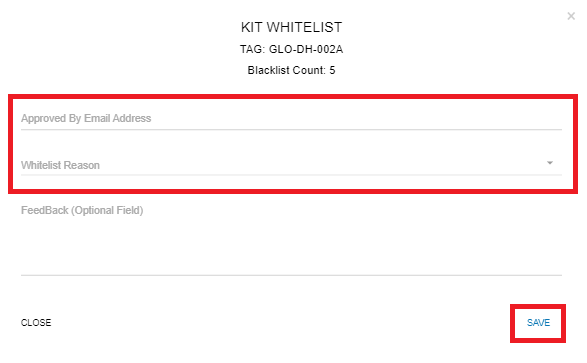 ×
KIT WHITELIST
TAG: GLO-DH-002A
Blacklist Count: 5
Approved By Email Address
Whitelist Reason
FeedBack (Optional Field)
CLOSE
SAVE